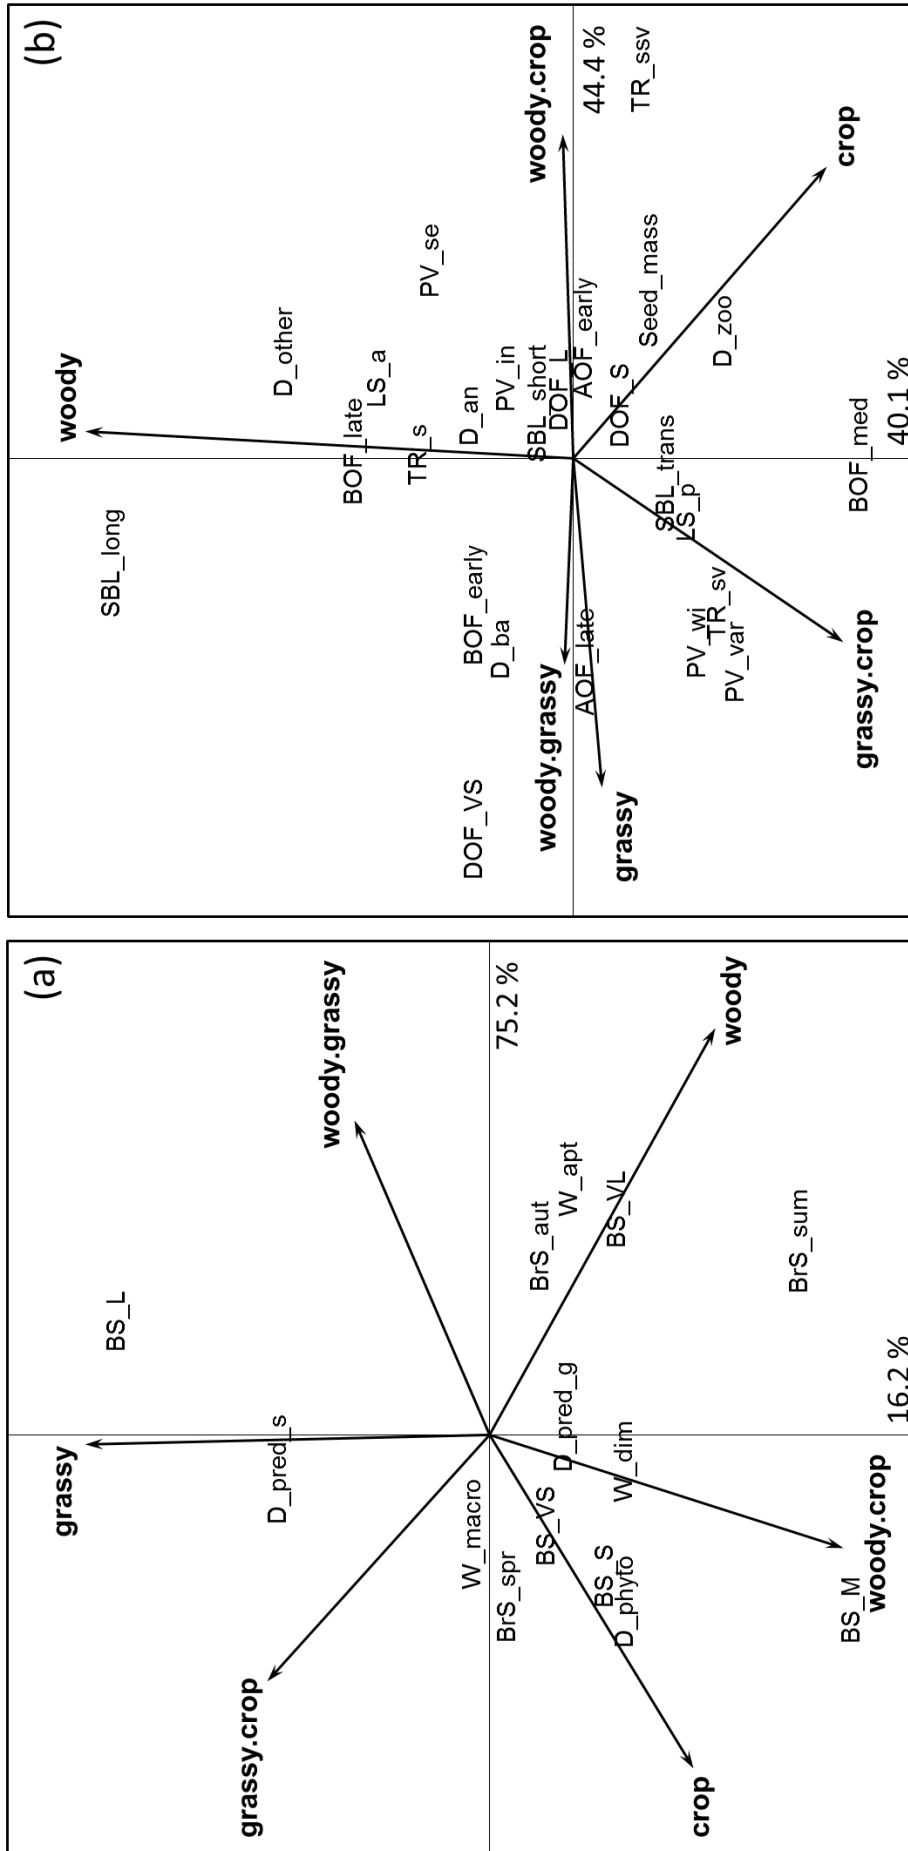 (a)
grassy
BS_L
woody.grassy
D_pred_s
grassy.crop
W_macro
75.2 %
BrS_spr
BrS_aut
BS_VS
D_pred_g
W_apt
BS_S
D_phyto
W_dim
BS_VL
crop
woody
BrS_sum
BS_M
woody.crop
16.2 %
(b)
woody
SBL_long
D_other
BOF_late
LS_a
TR_s
PV_se
DOF_VS
BOF_early
D_ba
D_an
PV_in
SBL_short
woody.crop
woody.grassy
DOF_L
AOF_late
AOF_early
44.4 %
grassy
DOF_S
TR_ssv
Seed_mass
SBL_trans
LS_p
PV_wi
TR_sv
PV_var
D_zoo
crop
grassy.crop
BOF_med
40.1 %